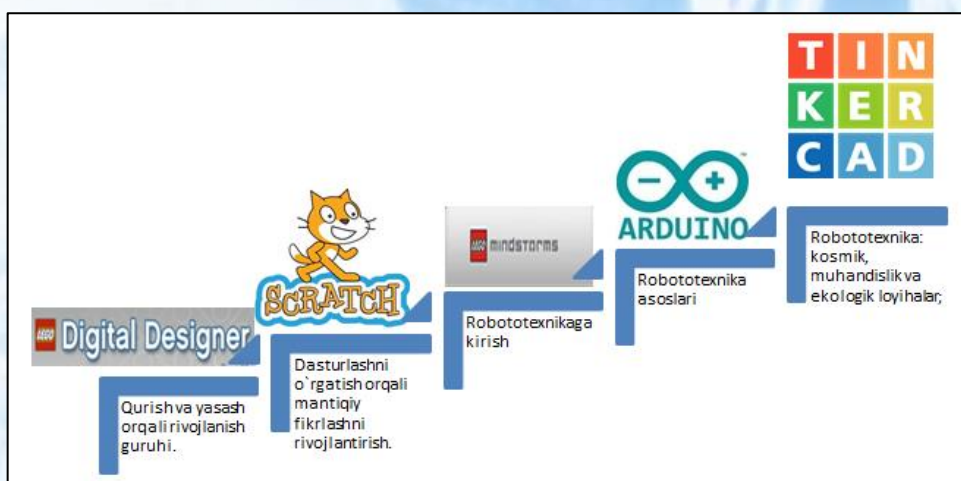 TIN
KER
CAD
ARDUINO
™
LEGO mindstorms
SCRATCH
LEGO Digital Designer
Qurish va yasash
orqali rivojlanish
guruhi.
Dasturlashni
o`rgatish orqali
mantiqiy
fikrlashni
rivojlantirish.
Robototexnikaga
kirish
Robototexnika
asoslari
Robototexnika:
kosmik,
muhandislik va
ekologik loyihalar;